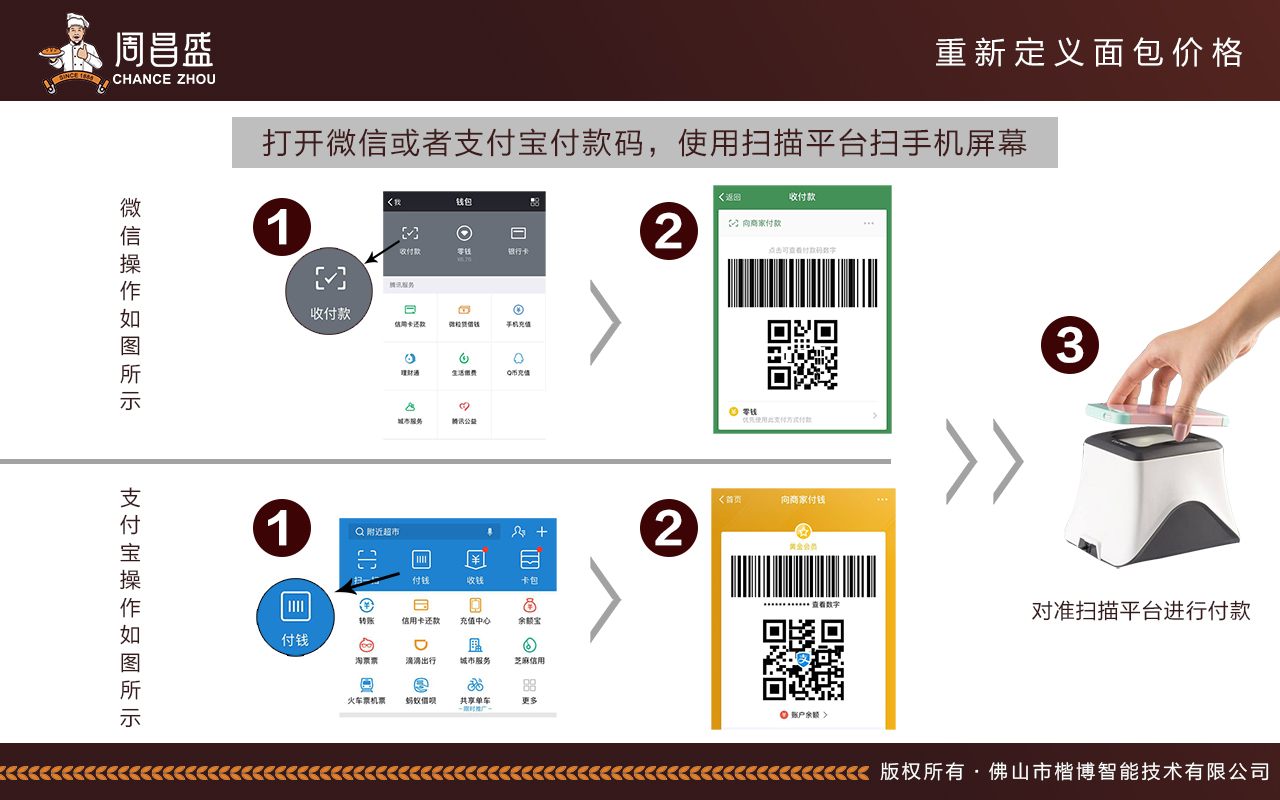 周昌盛
CHANCE ZHOU
SINCE 1888
重新定义面包价格
打开微信或者支付宝付款码，使用扫描平台扫手机屏幕
微信操作如图所示
1
收付款
我
钱包
收付款
零钱
¥6.76
银行卡
腾讯服务
信用卡还款
微粒贷借钱
手机充值
理财通
生活缴费
Q币充值
城市服务
腾讯公益
2
返回
收付款
向商家付款
点击可查看付款码数字
零钱
优先使用此支付方式付款
3
对准扫描平台进行付款
支付宝操作如图所示
1
付钱
附近超市
扫一扫
付钱
收钱
卡包
转账
信用卡还款
充值中心
余额宝
淘票票
滴滴出行
城市服务
芝麻信用
火车票机票
蚂蚁借呗
共享单车
更多
限时推广
2
首页
向商家付钱
黄金会员
查看数字
支
账户余额
版权所有 · 佛山市楷博智能技术有限公司